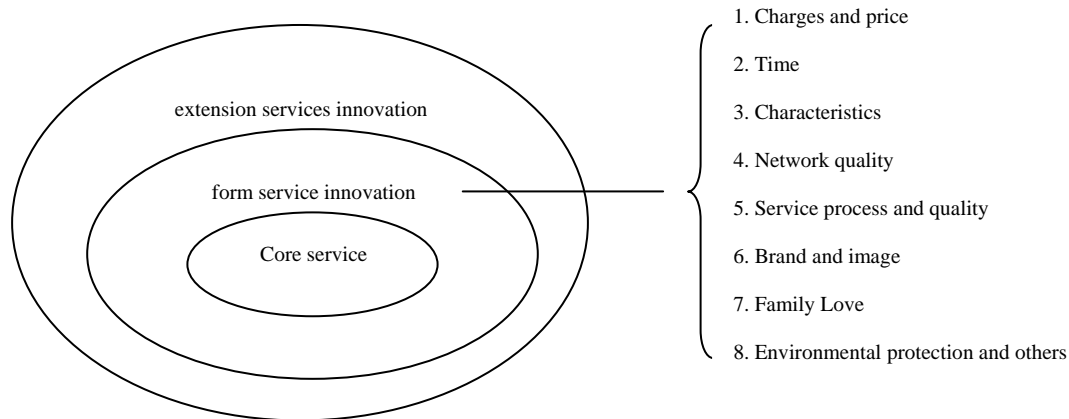 extension services innovation
form service innovation
Core service
1. Charges and price
2. Time
3. Characteristics
4. Network quality
5. Service process and quality
6. Brand and image
7. Family Love
8. Environmental protection and others